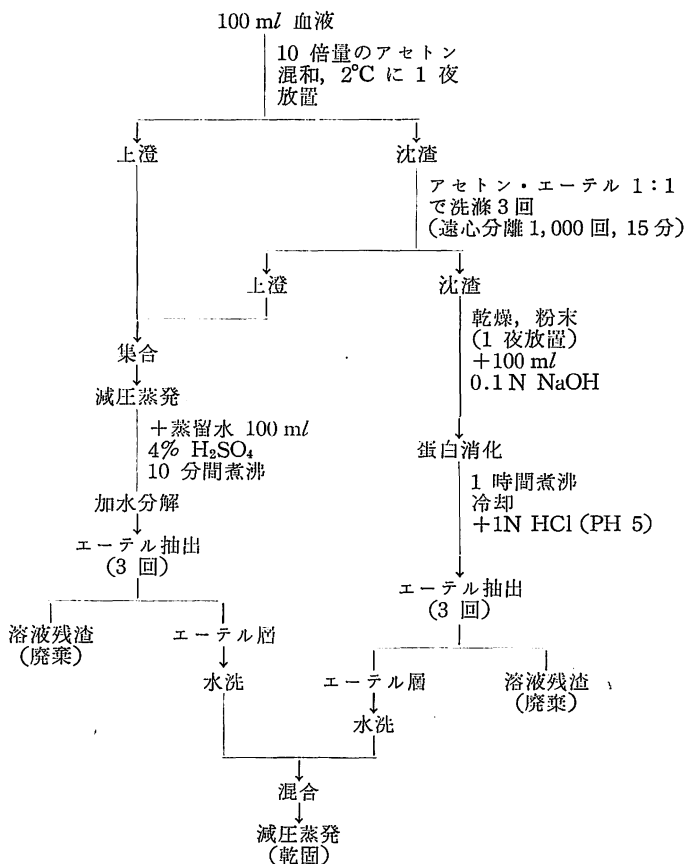 100 ml 血液
10 倍量のアセトン
混和, 2℃ に 1 夜
放置
上澄
沈渣
アセトン・エーテル 1:1
で洗滌 3 回
(遠心分離 1,000 回, 15 分)
上澄
沈渣
乾燥, 粉末
(1 夜放置)
+100 ml
0.1 N NaOH
集合
減圧蒸発
+蒸留水 100 ml
4% H₂SO₄
10 分間煮沸
蛋白消化
1 時間煮沸
冷却
+1N HCl (PH 5)
加水分解
エーテル抽出
(3 回)
エーテル抽出
(3 回)
溶液残渣
(廃棄)
エーテル層
水洗
エーテル層
水洗
溶液残渣
(廃棄)
混合
減圧蒸発
(乾固)